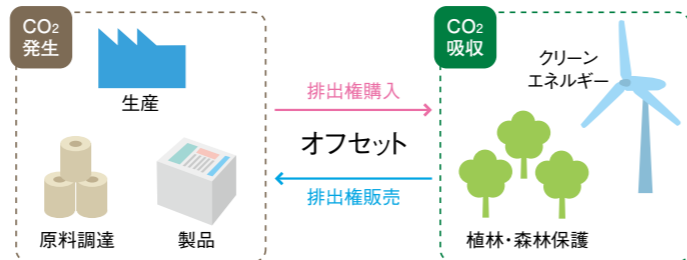 CO2
発生
生産
原料調達
製品
排出権購入
オフセット
排出権販売
CO2
吸収
クリーン
エネルギー
植林・森林保護